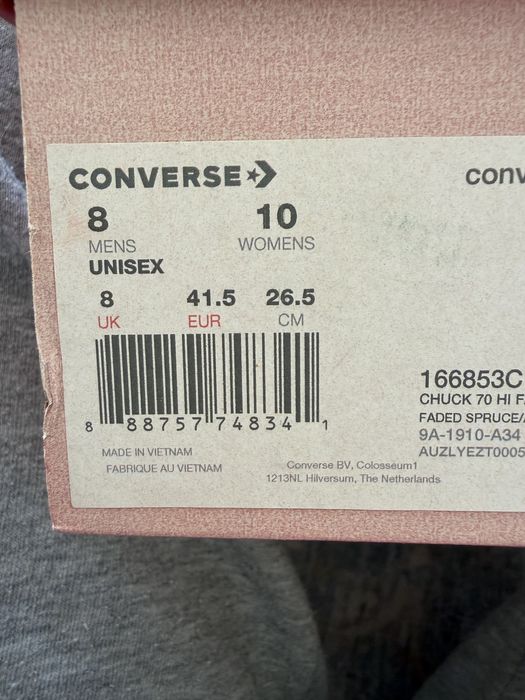 CONVERSE
8 10
MENS WOMENS
UNISEX
8 41.5 26.5
UK EUR CM
8 88757 74834 1
MADE IN VIETNAM
FABRIQUE AU VIETNAM
Converse BV, Colosseum1
1213NL Hilversum, The Netherlands
conv
166853C
CHUCK 70 HI F
FADED SPRUCE/
9A-1910-A34
AUZLYEZT0005